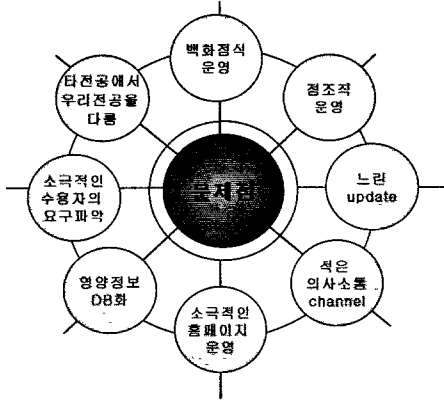 백화점식
운영
점조직
운영
느린
update
적은
의사소통
channel
소극적인
홈페이지
운영
영양정보
DB화
소극적인
수용자의
요구파악
타전공에서
우리전공을
다룸
문제점